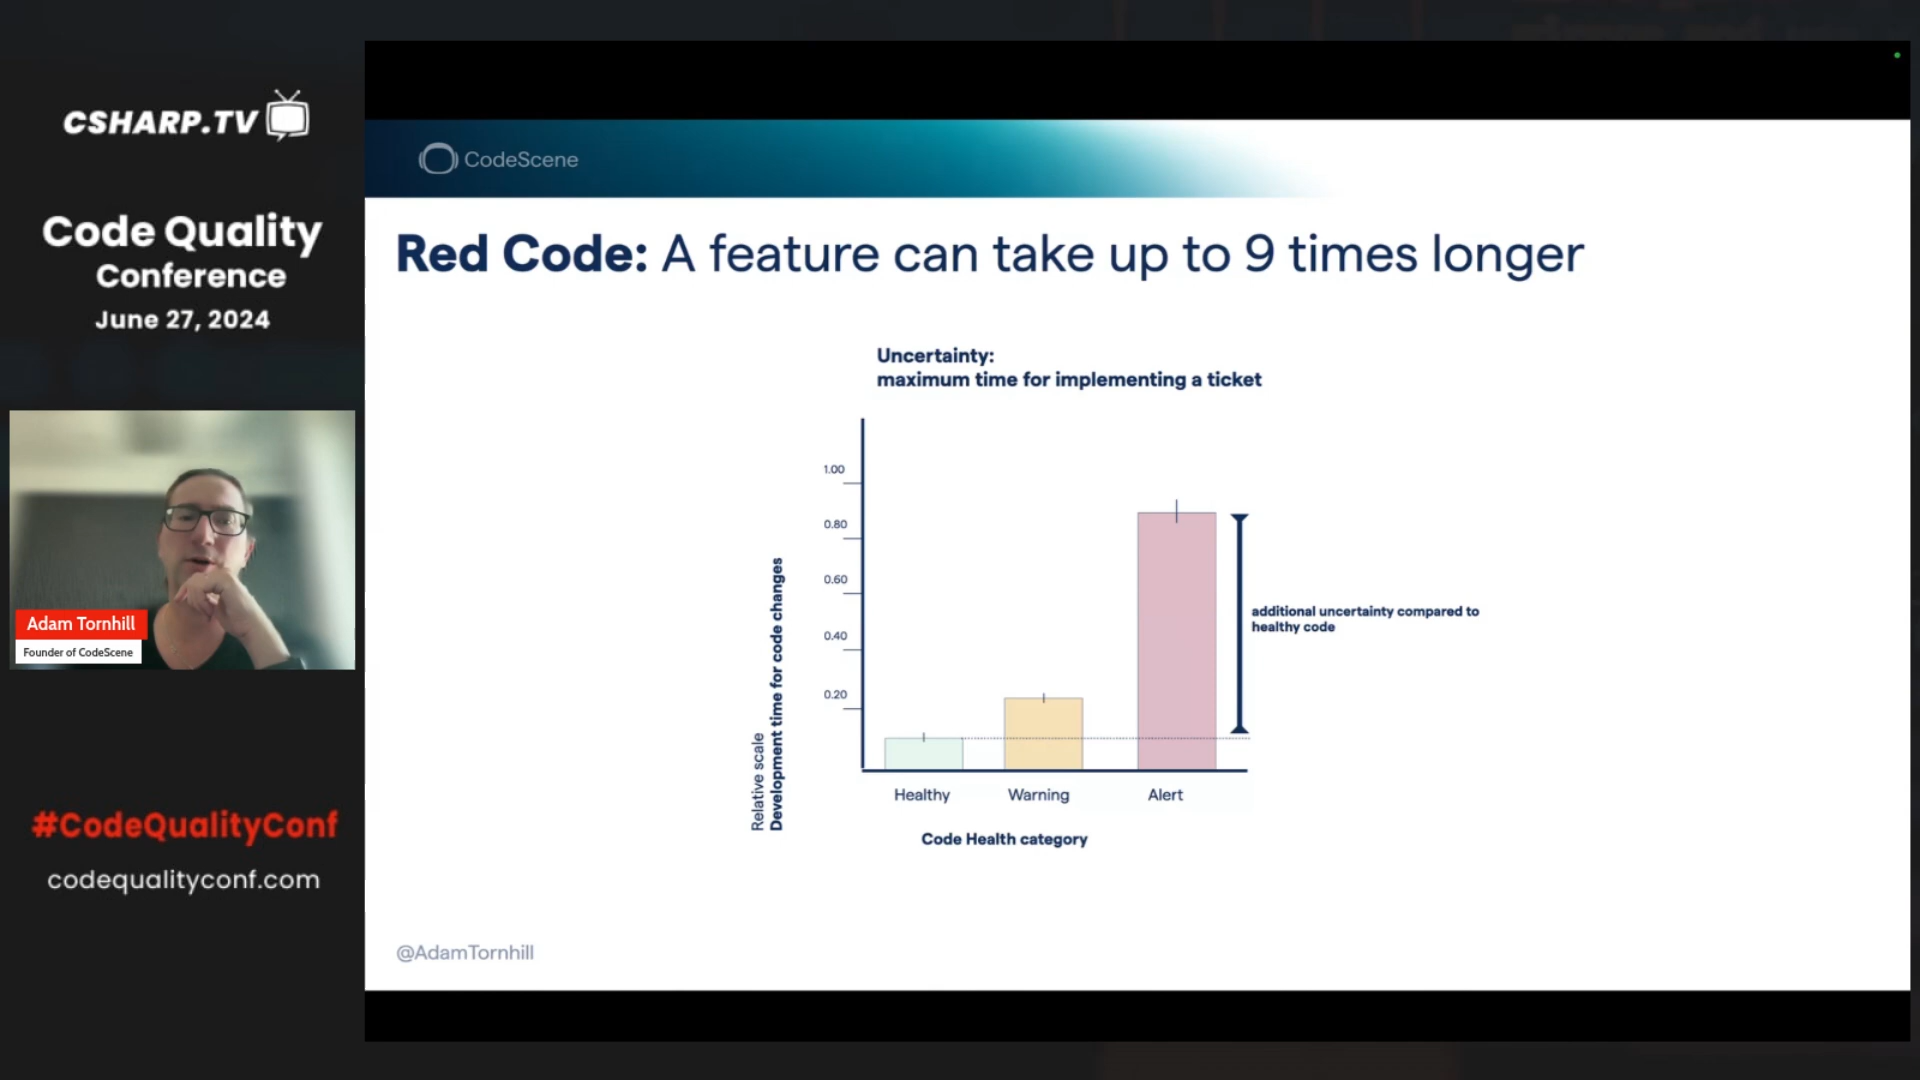 CSHARP.TV
Code Quality
Conference
June 27, 2024
Adam Tornhill
Founder of CodeScene
#CodeQualityConf
codequalityconf.com
CodeScene
Red Code: A feature can take up to 9 times longer
Uncertainty:
maximum time for implementing a ticket
Relative scale
Development time for code changes
1.00
0.80
0.60
0.40
0.20
additional uncertainty compared to
healthy code
Healthy Warning Alert
Code Health category
@AdamTornhill